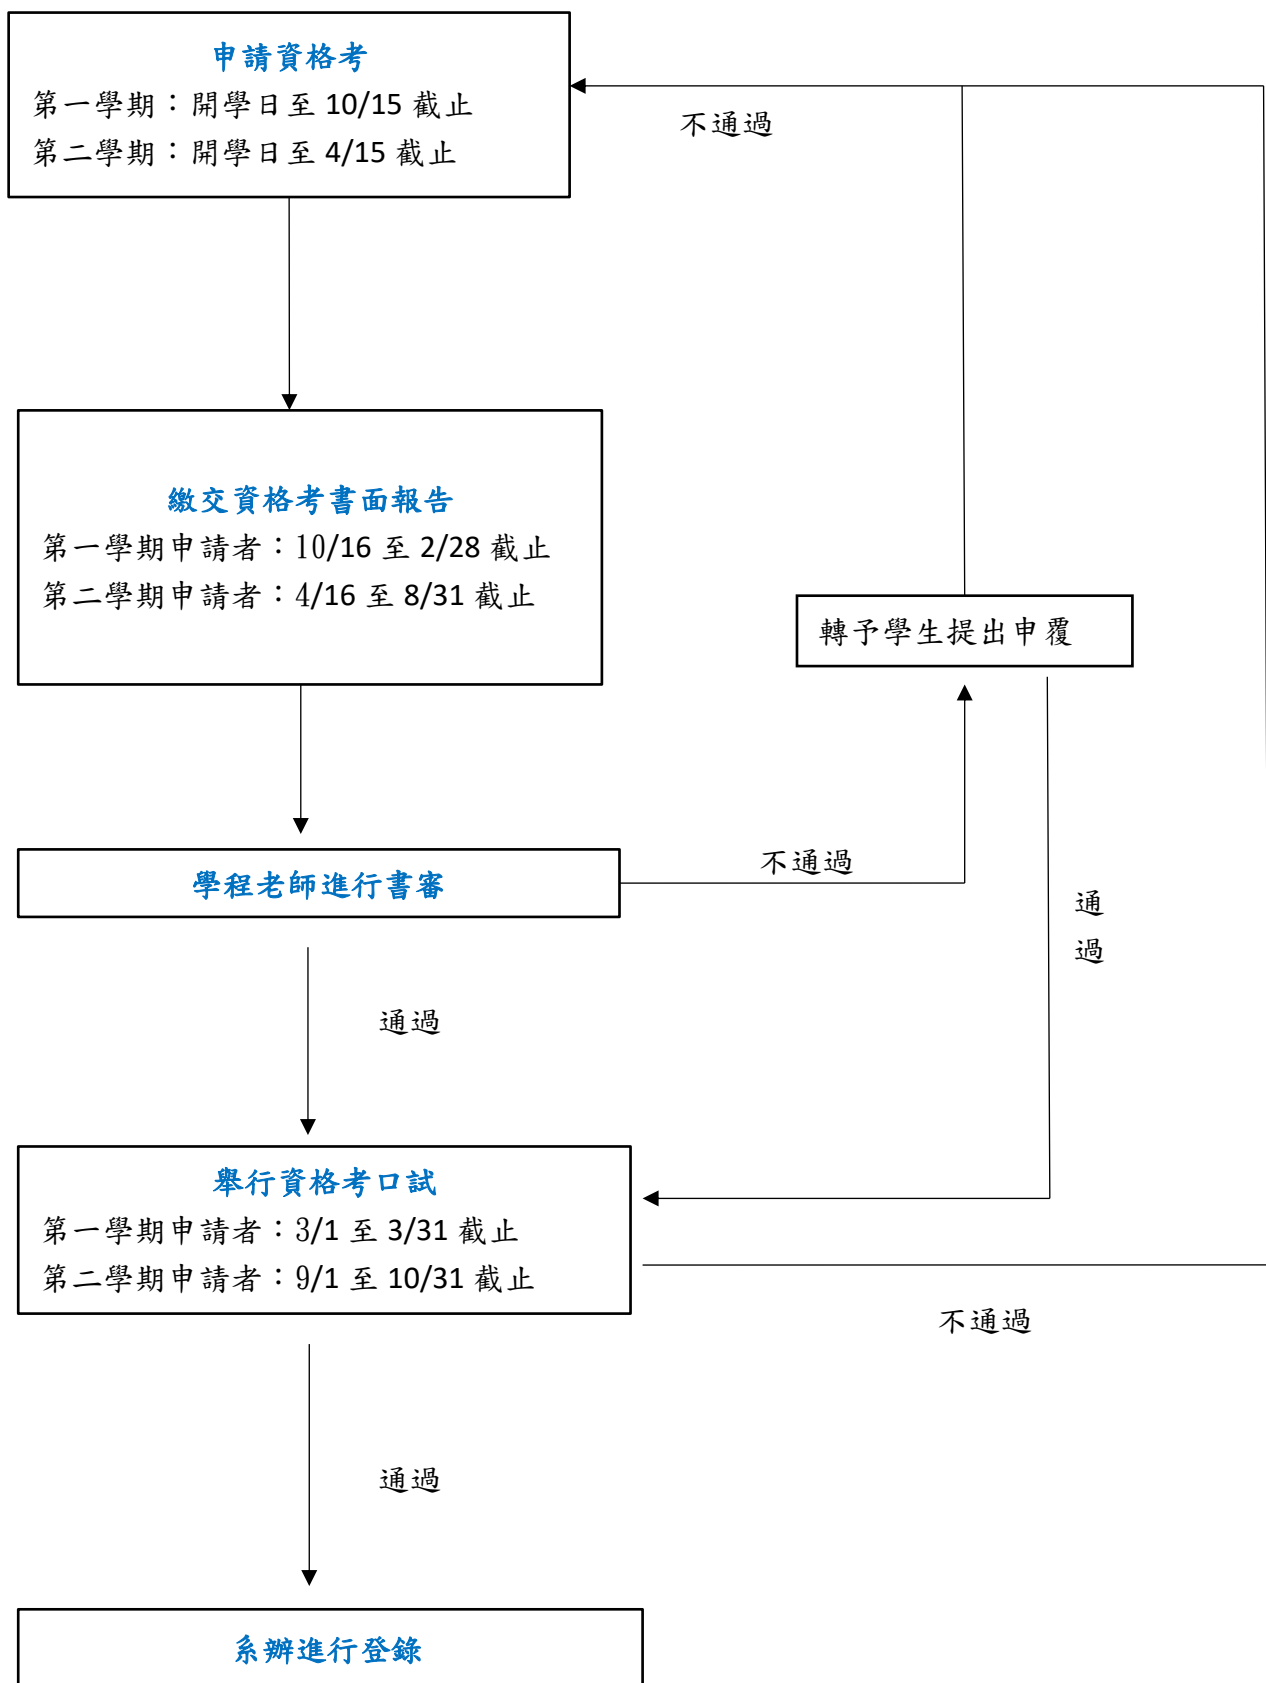 申請資格考
第一學期：開學日至 10/15 截止
第二學期：開學日至 4/15 截止
不通過
繳交資格考書面報告
第一學期申請者：10/16 至 2/28 截止
第二學期申請者：4/16 至 8/31 截止
轉予學生提出申覆
學程老師進行書審
不通過
通
過
通過
舉行資格考口試
第一學期申請者：3/1 至 3/31 截止
第二學期申請者：9/1 至 10/31 截止
不通過
通過
系辦進行登錄